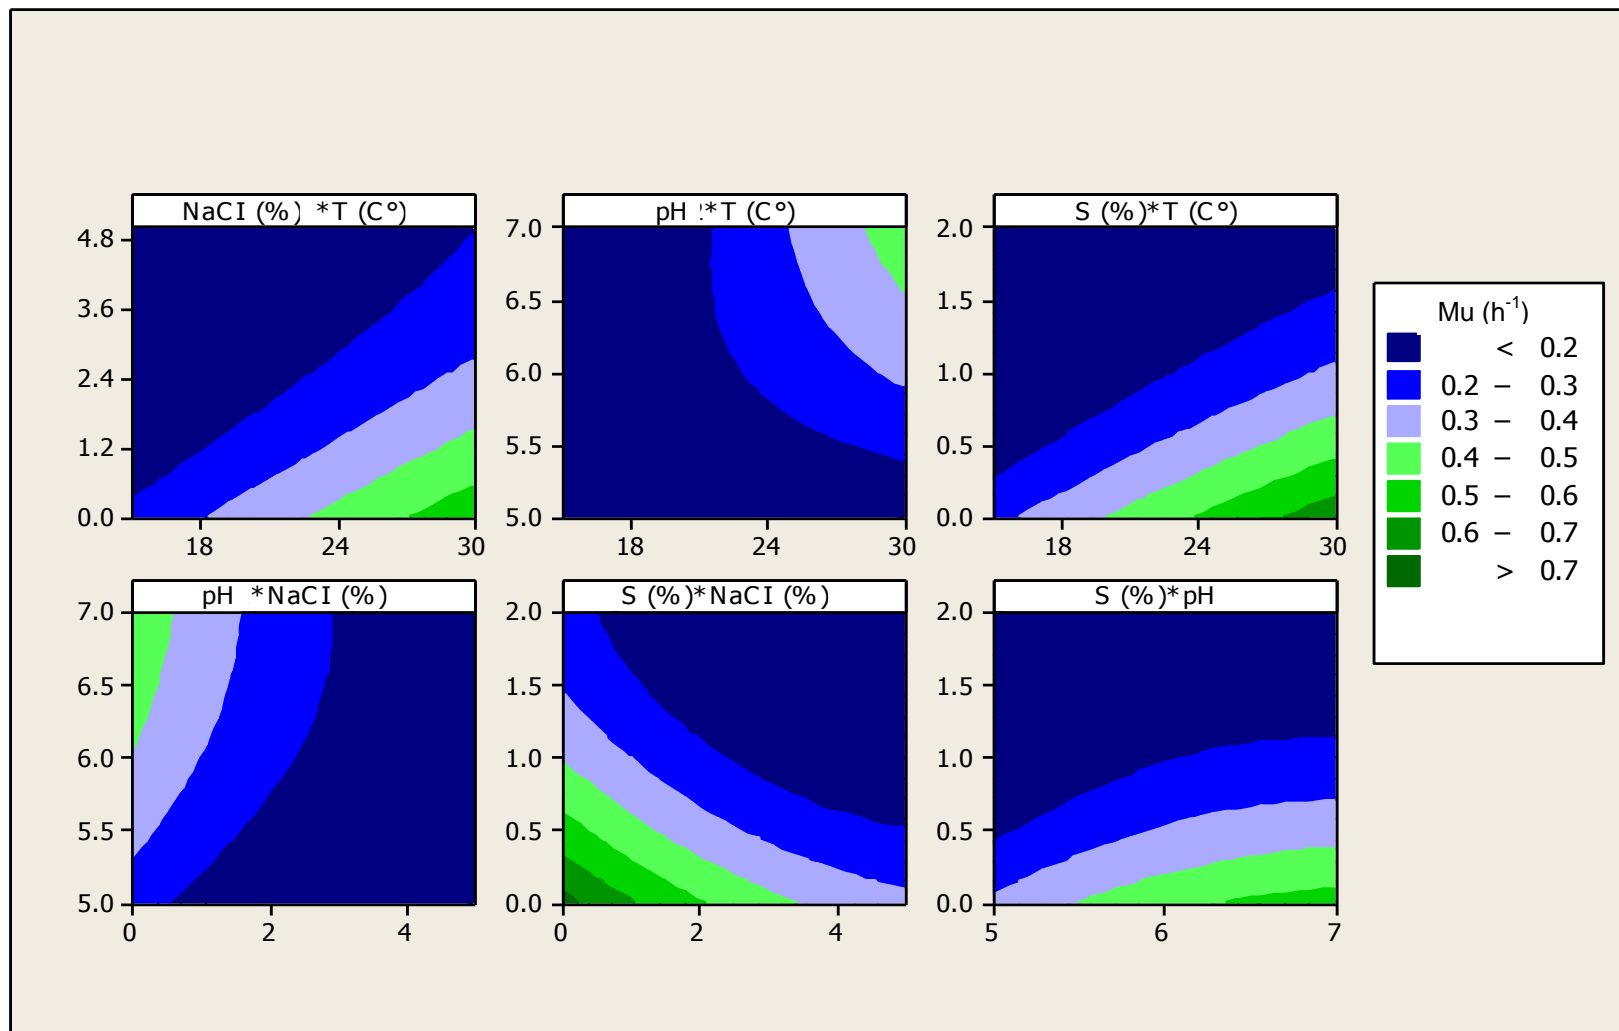 NaCI (%) *T (C°)
pH *T (C°)
S (%)*T (C°)
4.8
3.6
2.4
1.2
0.0
18 24 30
7.0
6.5
6.0
5.5
5.0
18 24 30
2.0
1.5
1.0
0.5
0.0
18 24 30
Mu (h-1)
< 0.2
0.2 – 0.3
0.3 – 0.4
0.4 – 0.5
0.5 – 0.6
0.6 – 0.7
> 0.7
pH *NaCI (%)
S (%)*NaCI (%)
S (%)*pH
7.0
6.5
6.0
5.5
5.0
0 2 4
2.0
1.5
1.0
0.5
0.0
0 2 4
2.0
1.5
1.0
0.5
0.0
5 6 7